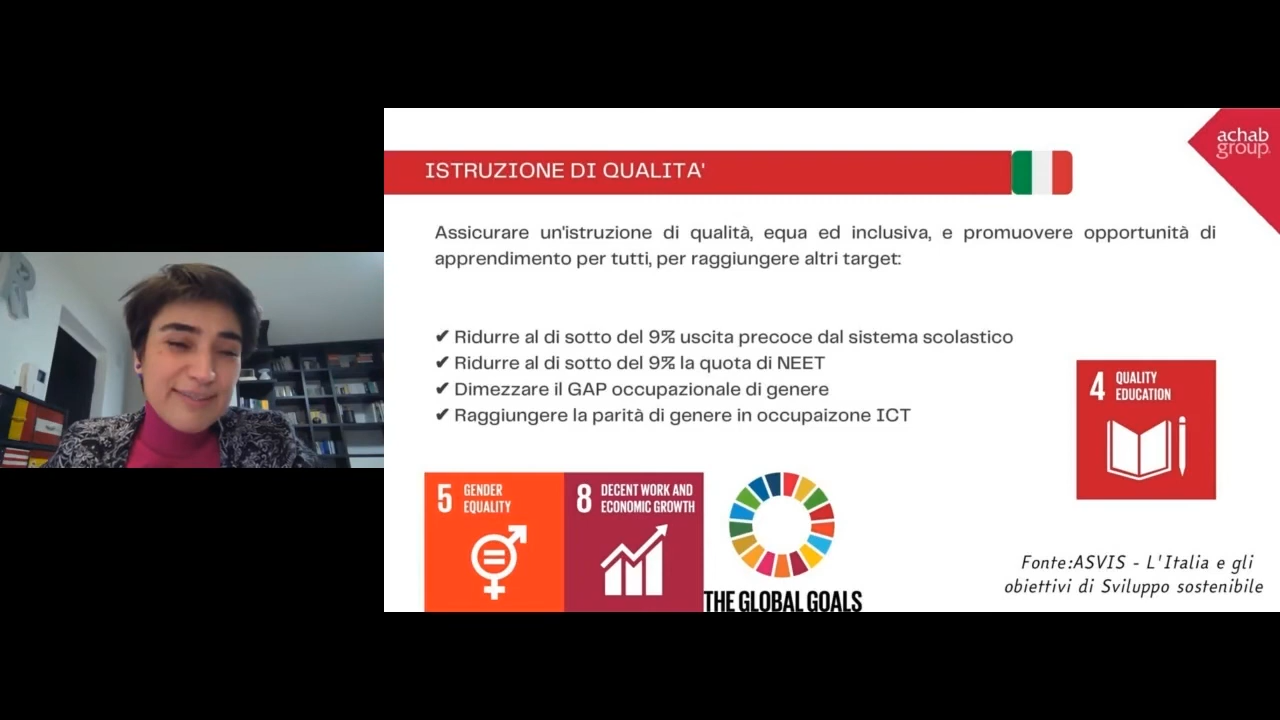 achab
group.
ISTRUZIONE DI QUALITA'
Assicurare un'istruzione di qualità, equa ed inclusiva, e promuovere opportunità di
apprendimento per tutti, per raggiungere altri target:
✔ Ridurre al di sotto del 9% uscita precoce dal sistema scolastico
✔ Ridurre al di sotto del 9% la quota di NEET
✔ Dimezzare il GAP occupazionale di genere
✔ Raggiungere la parità di genere in occupaizone ICT
4 QUALITY
EDUCATION
5 GENDER
EQUALITY
8 DECENT WORK AND
ECONOMIC GROWTH
THE GLOBAL GOALS
Fonte:ASVIS - L'Italia e gli
obiettivi di Sviluppo sostenibile
R